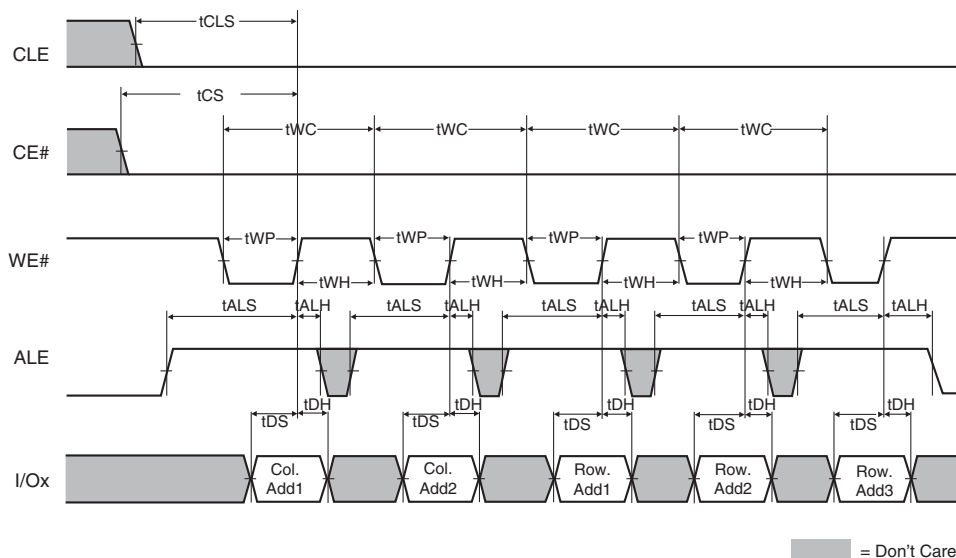 tCLS
CLE
tCS
tWC tWC tWC tWC
CE#
tWP tWP tWP tWP
WE#
tWH tWH tWH tWH
tALS tALH tALS tALH tALS tALH tALS tALH tALS tALH
ALE
tDH tDH tDH tDH tDH
tDS tDS tDS tDS tDS
I/Ox
Col. Add1
Col. Add2
Row. Add1
Row. Add2
Row. Add3
= Don't Care